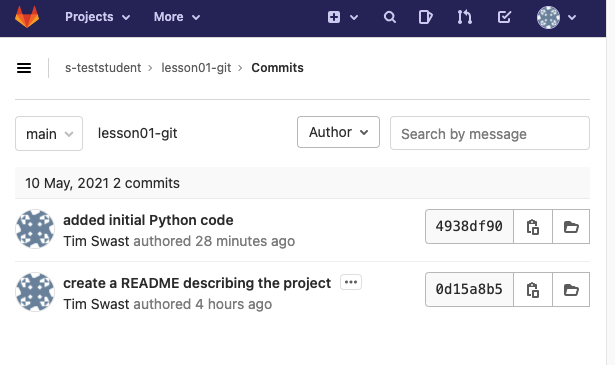 Projects More
s-teststudent › lesson01-git › Commits
main lesson01-git Author Search by message
10 May, 2021 2 commits
added initial Python code
4938df90
Tim Swast authored 28 minutes ago
create a README describing the project ···
0d15a8b5
Tim Swast authored 4 hours ago